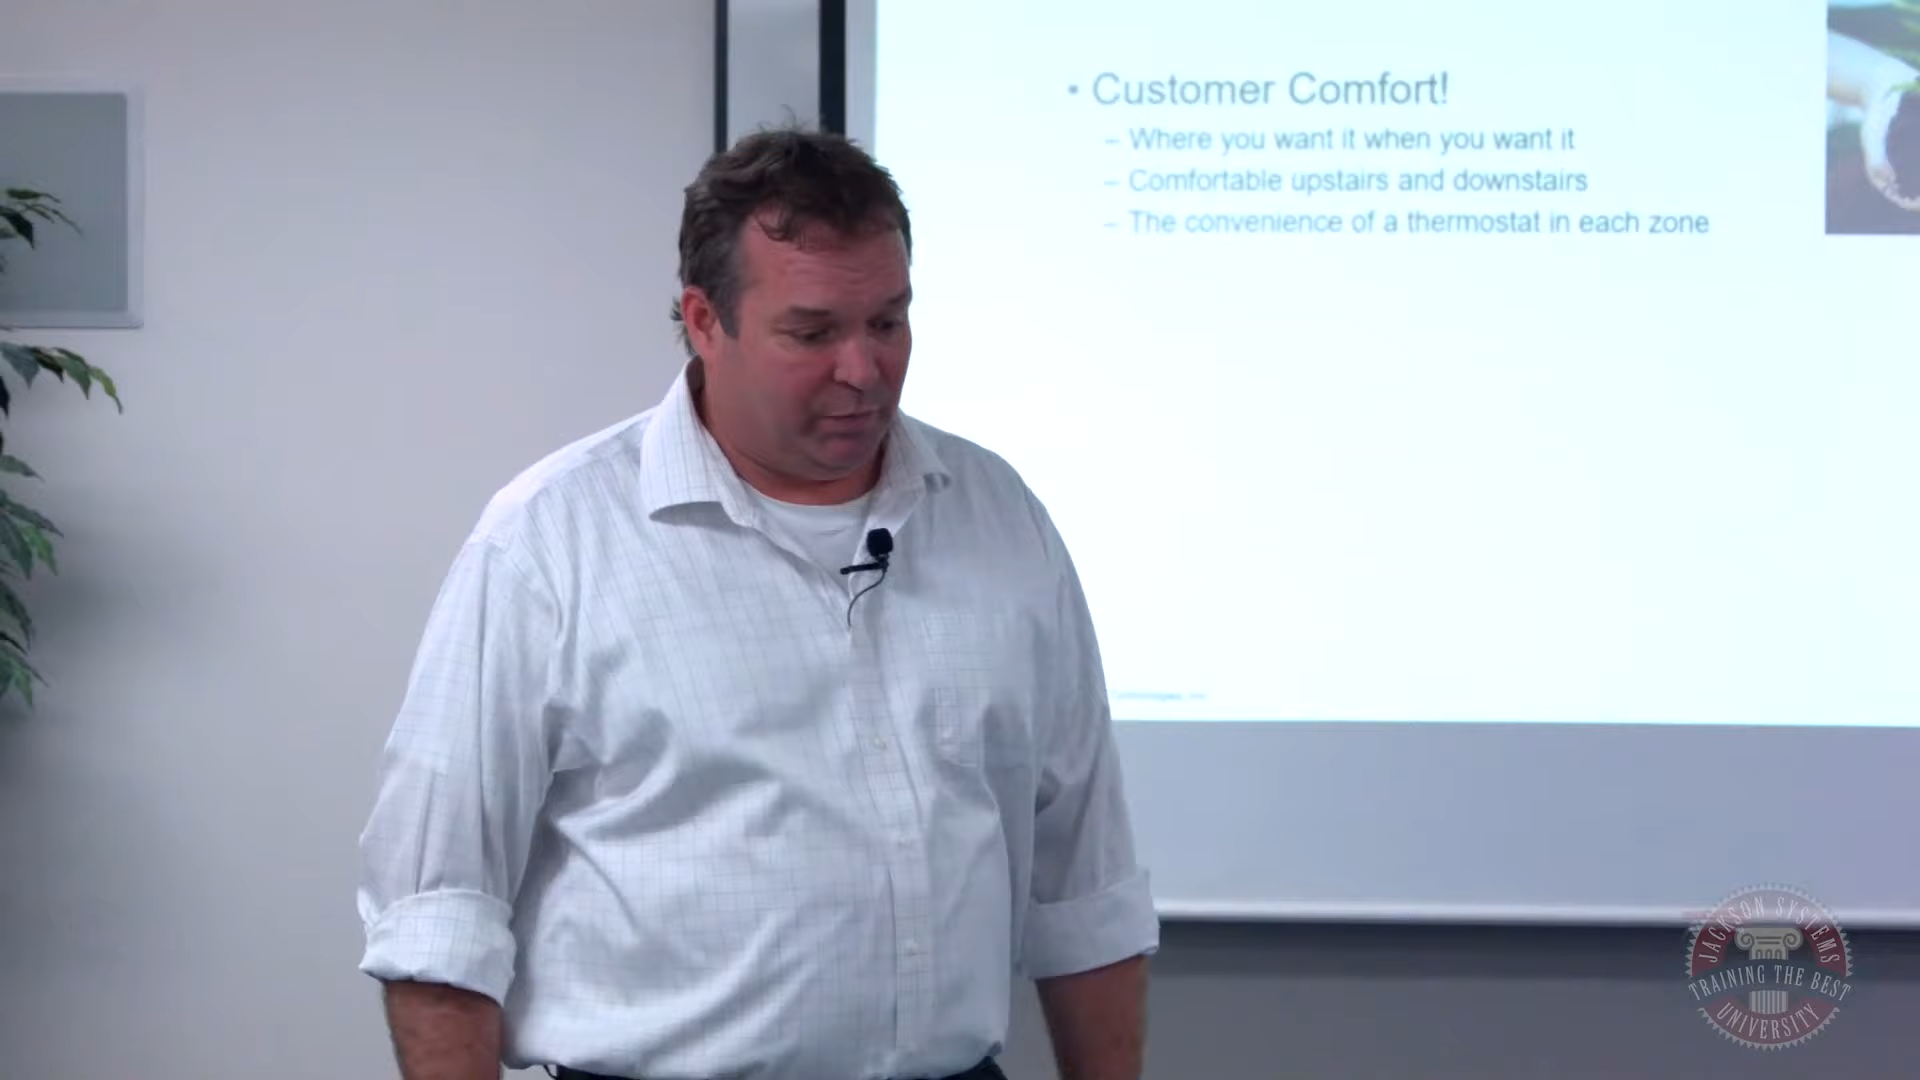 • Customer Comfort!
– Where you want it when you want it
– Comfortable upstairs and downstairs
– The convenience of a thermostat in each zone
JACKSON SYSTEMS
TRAINING THE BEST
UNIVERSITY